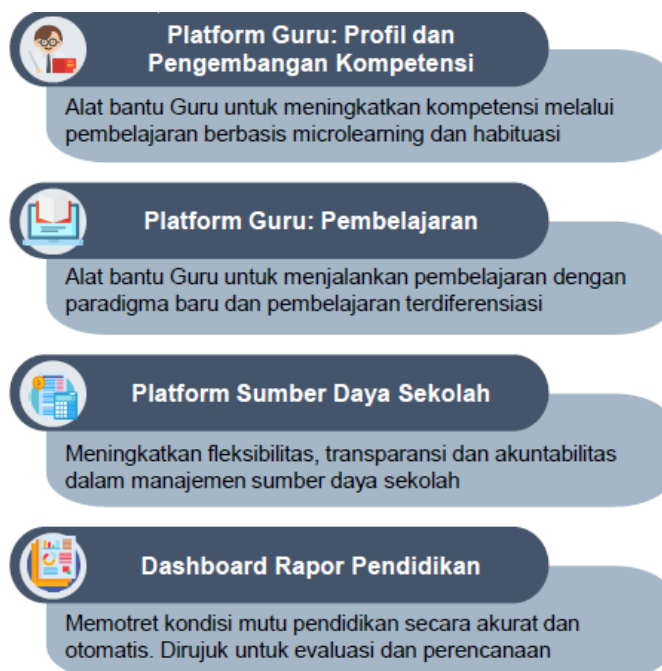 Platform Guru: Profil dan
Pengembangan Kompetensi
Alat bantu Guru untuk meningkatkan kompetensi melalui
pembelajaran berbasis microlearning dan habituasi
Platform Guru: Pembelajaran
Alat bantu Guru untuk menjalankan pembelajaran dengan
paradigma baru dan pembelajaran terdiferensiasi
Platform Sumber Daya Sekolah
Meningkatkan fleksibilitas, transparansi dan akuntabilitas
dalam manajemen sumber daya sekolah
Dashboard Rapor Pendidikan
Memotret kondisi mutu pendidikan secara akurat dan
otomatis. Dirujuk untuk evaluasi dan perencanaan